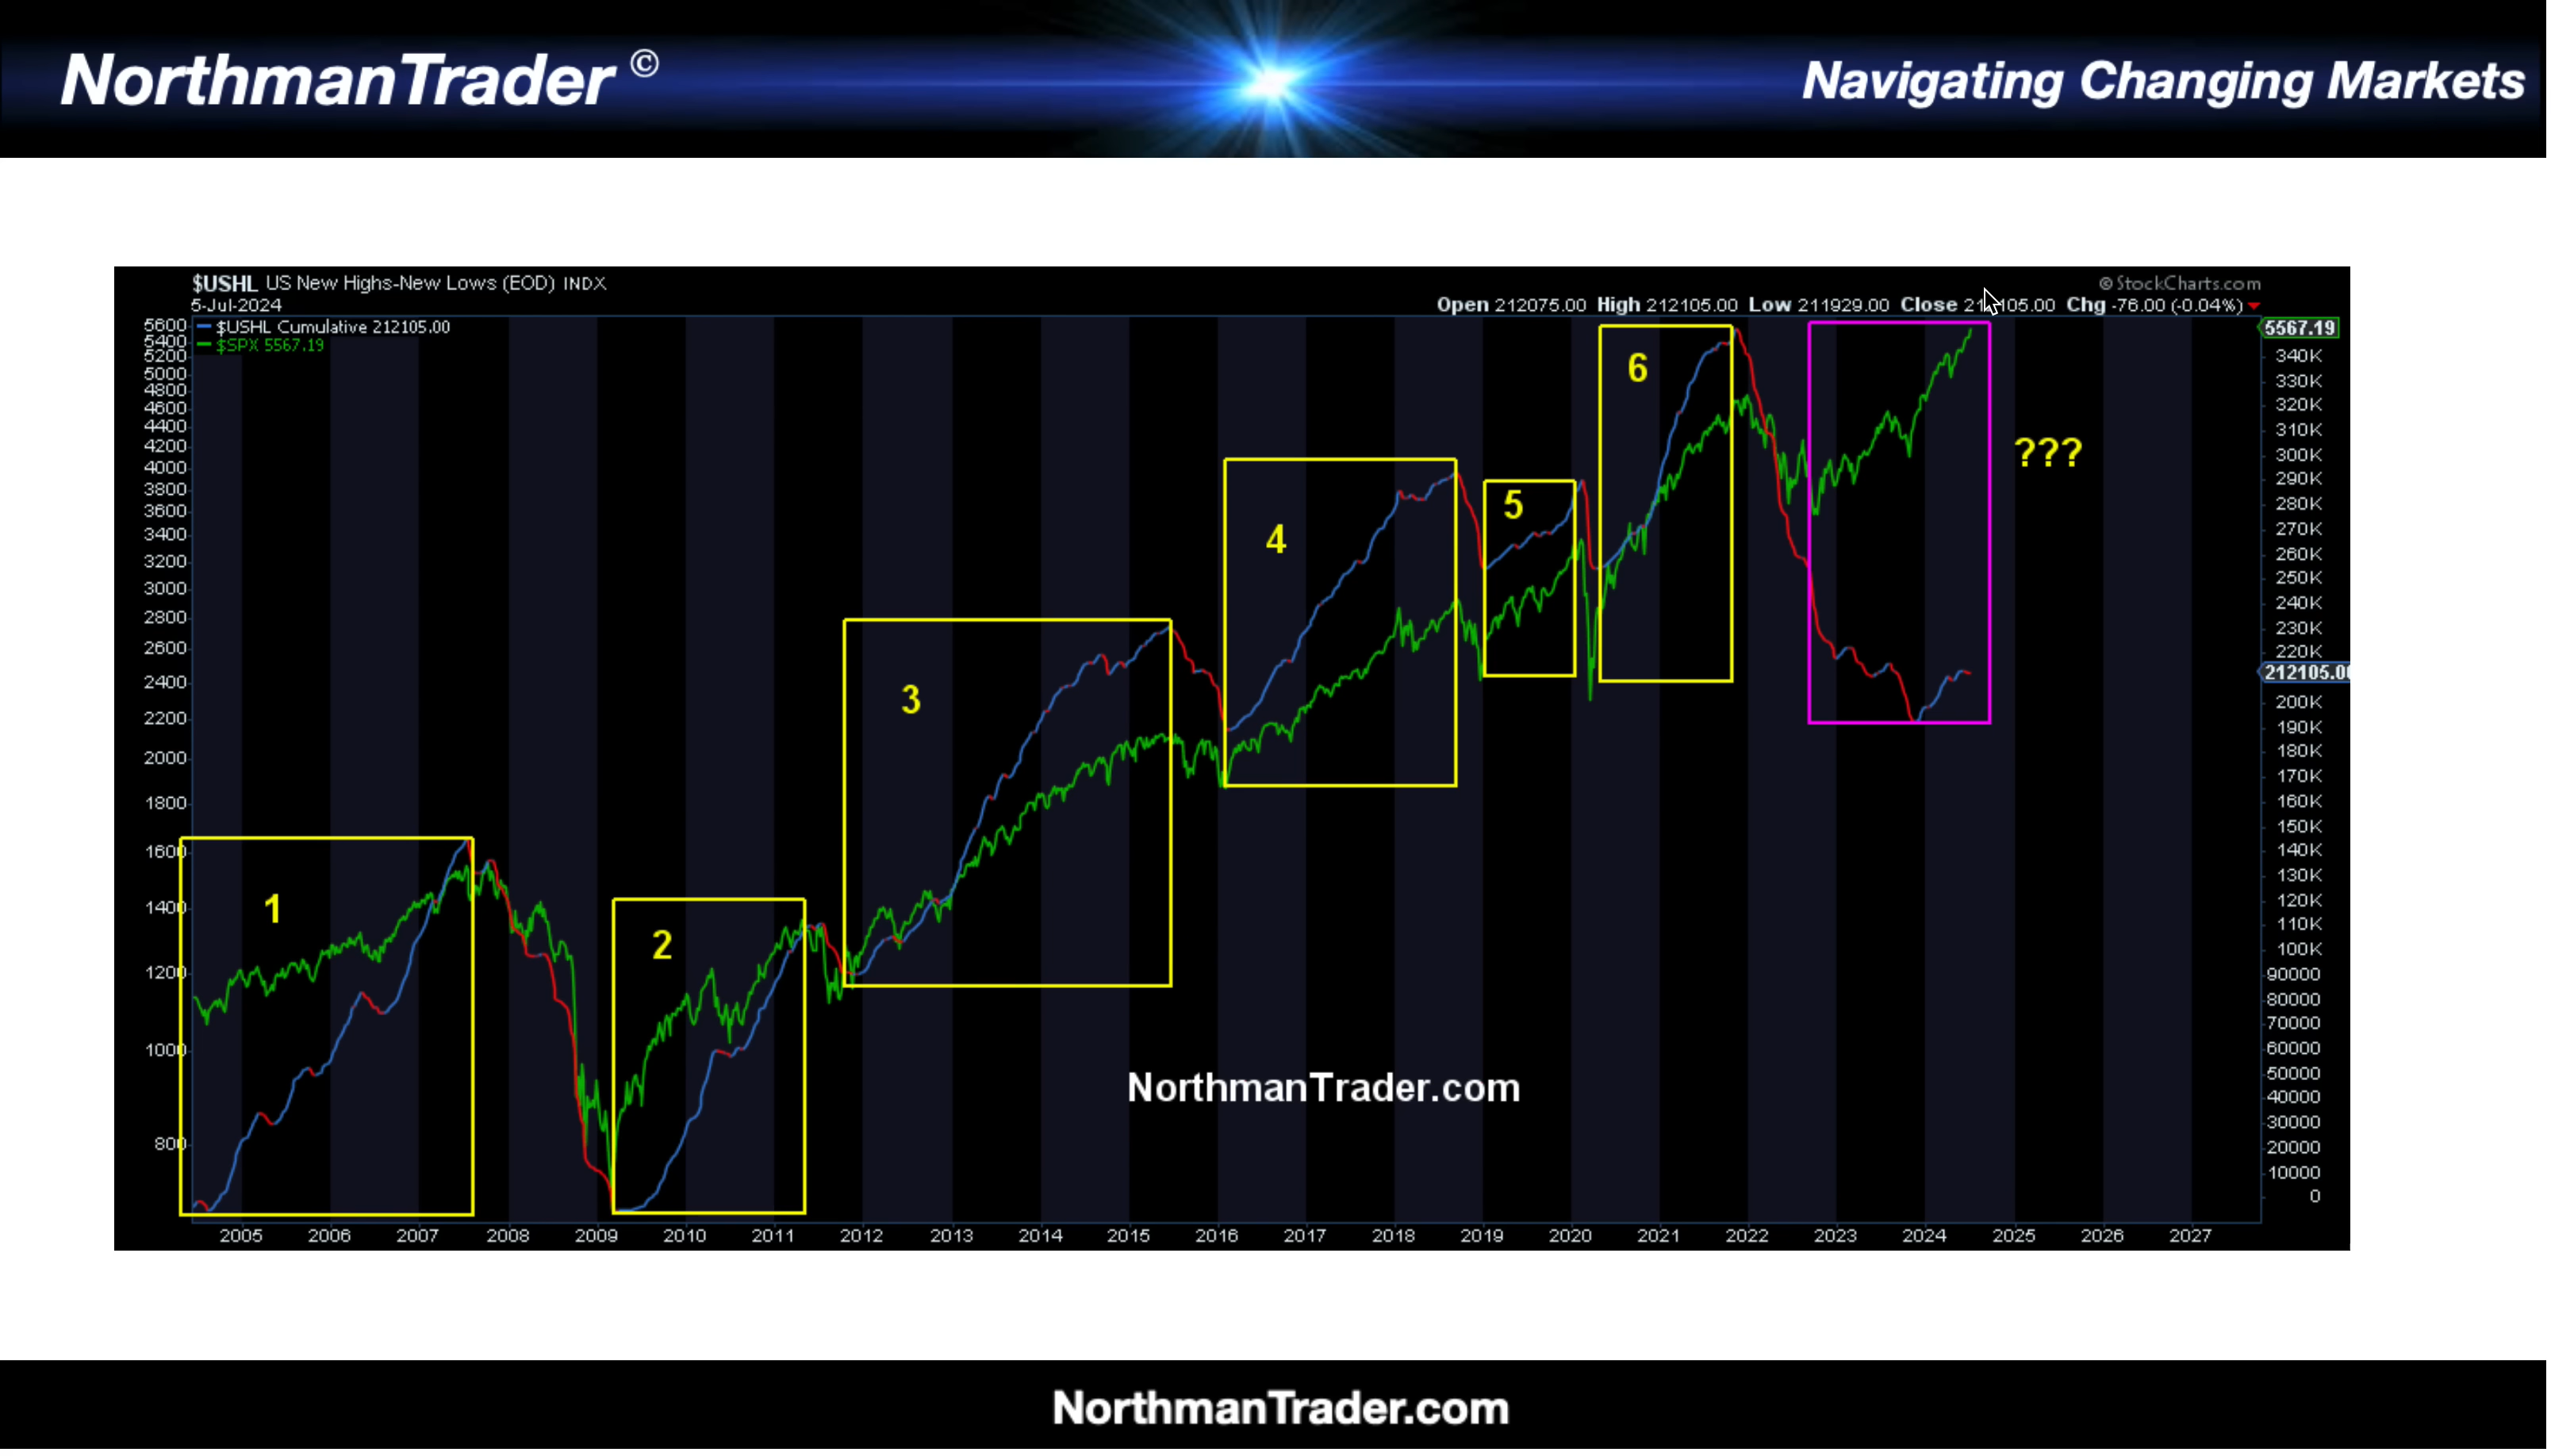 NorthmanTrader ©
Navigating Changing Markets
$USHL US New Highs-New Lows (EOD) INDX
© StockCharts.com
5-Jul-2024
Open 212075.00 High 212105.00 Low 211929.00 Close 212105.00 Chg -76.00 (-0.04%)
$USHL Cumulative 212105.00
$SPX 5567.19
5600
5400
5200
5000
4800
4600
4400
4200
4000
3800
3600
3400
3200
3000
2800
2600
2400
2200
2000
1800
1600
1400
1200
1000
800
1
2
3
4
5
6
???
5567.19
340K
330K
320K
310K
300K
290K
280K
270K
260K
250K
240K
230K
220K
212105.00
200K
190K
180K
170K
160K
150K
140K
130K
120K
110K
100K
90000
80000
70000
60000
50000
40000
30000
20000
10000
0
NorthmanTrader.com
2005 2006 2007 2008 2009 2010 2011 2012 2013 2014 2015 2016 2017 2018 2019 2020 2021 2022 2023 2024 2025 2026 2027
NorthmanTrader.com